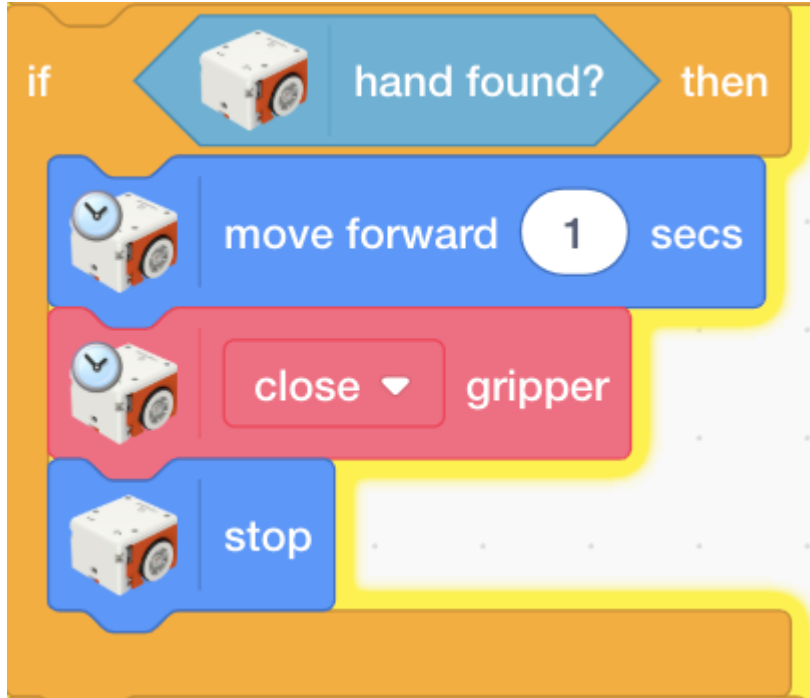 if hand found? then
move forward 1 secs
close gripper
stop